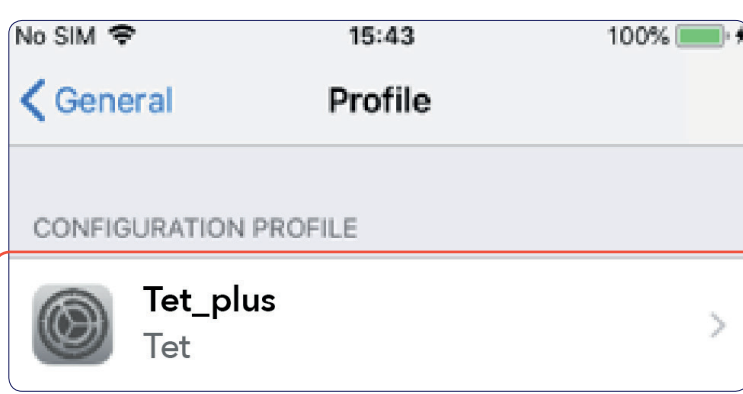 No SIM 15:43 100%
General Profile
CONFIGURATION PROFILE
Tet_plus
Tet